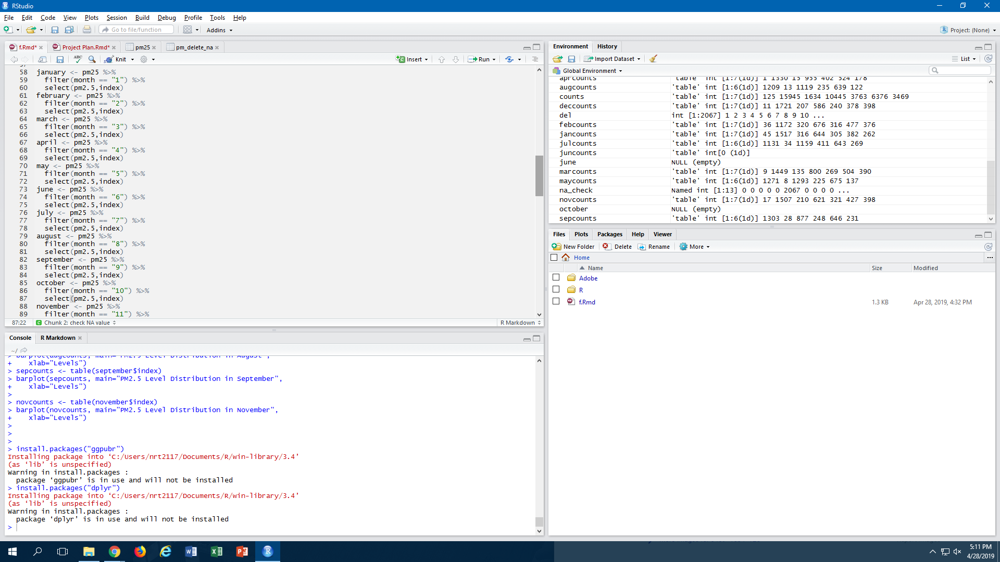 RStudio
File Edit Code View Plots Session Build Debug Profile Tools Help
Go to file/function Addins Project: (None)
f.Rmd* Project Plan.Rmd* pm25 pm_delete_na
ABC Knit Insert Run
58 january <- pm25 %>%
59 filter(month == "1") %>%
60 select(pm2.5,index)
61 february <- pm25 %>%
62 filter(month == "2") %>%
63 select(pm2.5,index)
64 march <- pm25 %>%
65 filter(month == "3") %>%
66 select(pm2.5,index)
67 april <- pm25 %>%
68 filter(month == "4") %>%
69 select(pm2.5,index)
70 may <- pm25 %>%
71 filter(month == "5") %>%
72 select(pm2.5,index)
73 june <- pm25 %>%
74 filter(month == "6") %>%
75 select(pm2.5,index)
76 july <- pm25 %>%
77 filter(month == "7") %>%
78 select(pm2.5,index)
79 august <- pm25 %>%
80 filter(month == "8") %>%
81 select(pm2.5,index)
82 september <- pm25 %>%
83 filter(month == "9") %>%
84 select(pm2.5,index)
85 october <- pm25 %>%
86 filter(month == "10") %>%
87 select(pm2.5,index)
88 november <- pm25 %>%
89 filter(month == "11") %>%
87:22 Chunk 2: check NA value R Markdown
Console R Markdown
~/
> barplot(augcounts, main="PM2.5 Level Distribution in August",
+ xlab="Levels")
> sepcounts <- table(september$index)
> barplot(sepcounts, main="PM2.5 Level Distribution in September",
+ xlab="Levels")
>
> novcounts <- table(november$index)
> barplot(novcounts, main="PM2.5 Level Distribution in November",
+ xlab="Levels")
>
>
>
> install.packages("ggpubr")
Installing package into ‘C:/Users/nrt2117/Documents/R/win-library/3.4’
(as ‘lib’ is unspecified)
Warning in install.packages :
package ‘ggpubr’ is in use and will not be installed
> install.packages("dplyr")
Installing package into ‘C:/Users/nrt2117/Documents/R/win-library/3.4’
(as ‘lib’ is unspecified)
Warning in install.packages :
package ‘dplyr’ is in use and will not be installed
>
Environment History
Import Dataset List
Global Environment
aprcounts 'table' int [1:7(1d)] 1 1330 15 955 402 524 178
augcounts 'table' int [1:6(1d)] 1209 13 1119 235 639 122
counts 'table' int [1:7(1d)] 125 15945 1634 10445 3763 6376 3469
deccounts 'table' int [1:7(1d)] 11 1721 207 586 240 378 398
del int [1:2067] 1 2 3 4 5 6 7 8 9 10 ...
febcounts 'table' int [1:7(1d)] 36 1172 320 676 316 477 376
jancounts 'table' int [1:7(1d)] 45 1517 316 644 305 382 262
julcounts 'table' int [1:6(1d)] 1131 34 1159 411 643 269
juncounts 'table' int[0 (1d)]
june NULL (empty)
marcounts 'table' int [1:7(1d)] 9 1449 135 800 269 504 390
maycounts 'table' int [1:6(1d)] 1271 8 1293 225 675 137
na_check Named int [1:13] 0 0 0 0 0 2067 0 0 0 0 ...
novcounts 'table' int [1:7(1d)] 17 1507 210 621 321 427 398
october NULL (empty)
sepcounts 'table' int [1:6(1d)] 1303 28 877 248 646 231
Files Plots Packages Help Viewer
New Folder Delete Rename More
Home ...
Name Size Modified
Adobe
R
f.Rmd 1.3 KB Apr 28, 2019, 4:32 PM
5:11 PM
4/28/2019